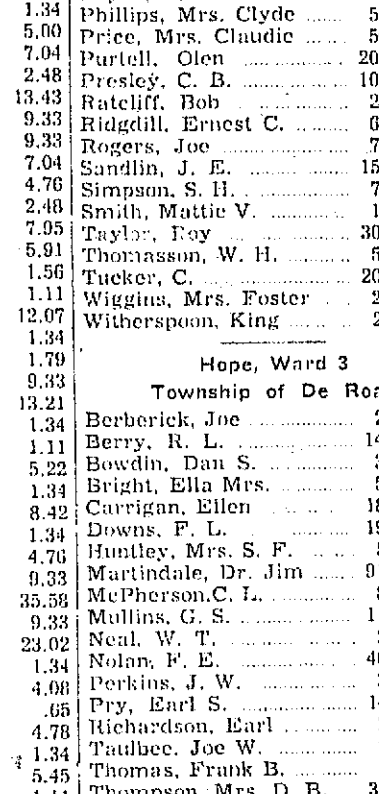 1.34
5.00
7.04
2.48
13.43
9.33
9.33
7.04
4.76
2.48
7.95
5.91
1.56
1.11
12.07
1.34
1.79
9.33
13.21
1.34
1.11
5.22
1.34
8.42
1.34
4.76
9.33
35.58
9.33
23.02
1.34
4.08
.65
4.78
1.34
5.45
Phillips, Mrs. Clyde 5
Price, Mrs. Claudie 5
Purtell, Olen 20
Presley, C. B. 10
Ratcliff, Bob 2
Ridgdill, Ernest C. 6
Rogers, Joe 7
Sandlin, J. E. 15
Simpson, S. H. 7
Smith, Mattie V. 1
Taylor, Roy 30
Thomasson, W. H. 5
Tucker, C. 20
Wiggins, Mrs. Foster 2
Witherspoon, King 2
Hope, Ward 3
Township of De Roa
Berberick, Joe
Berry, R. L. 14
Bowdin, Dan S.
Bright, Ella Mrs.
Carrigan, Ellen 18
Downs, F. L. 19
Huntley, Mrs. S. F.
Martindale, Dr. Jim 9
McPherson.C. L.
Mullins, G. S. 1
Neal, W. T.
Nolan, F. E. 4
Perkins, J. W.
Pry, Earl S. 1
Richardson, Earl
Taulbee, Joe W.
Thomas, Frank B.
Thompson, Mrs. D. B. 3